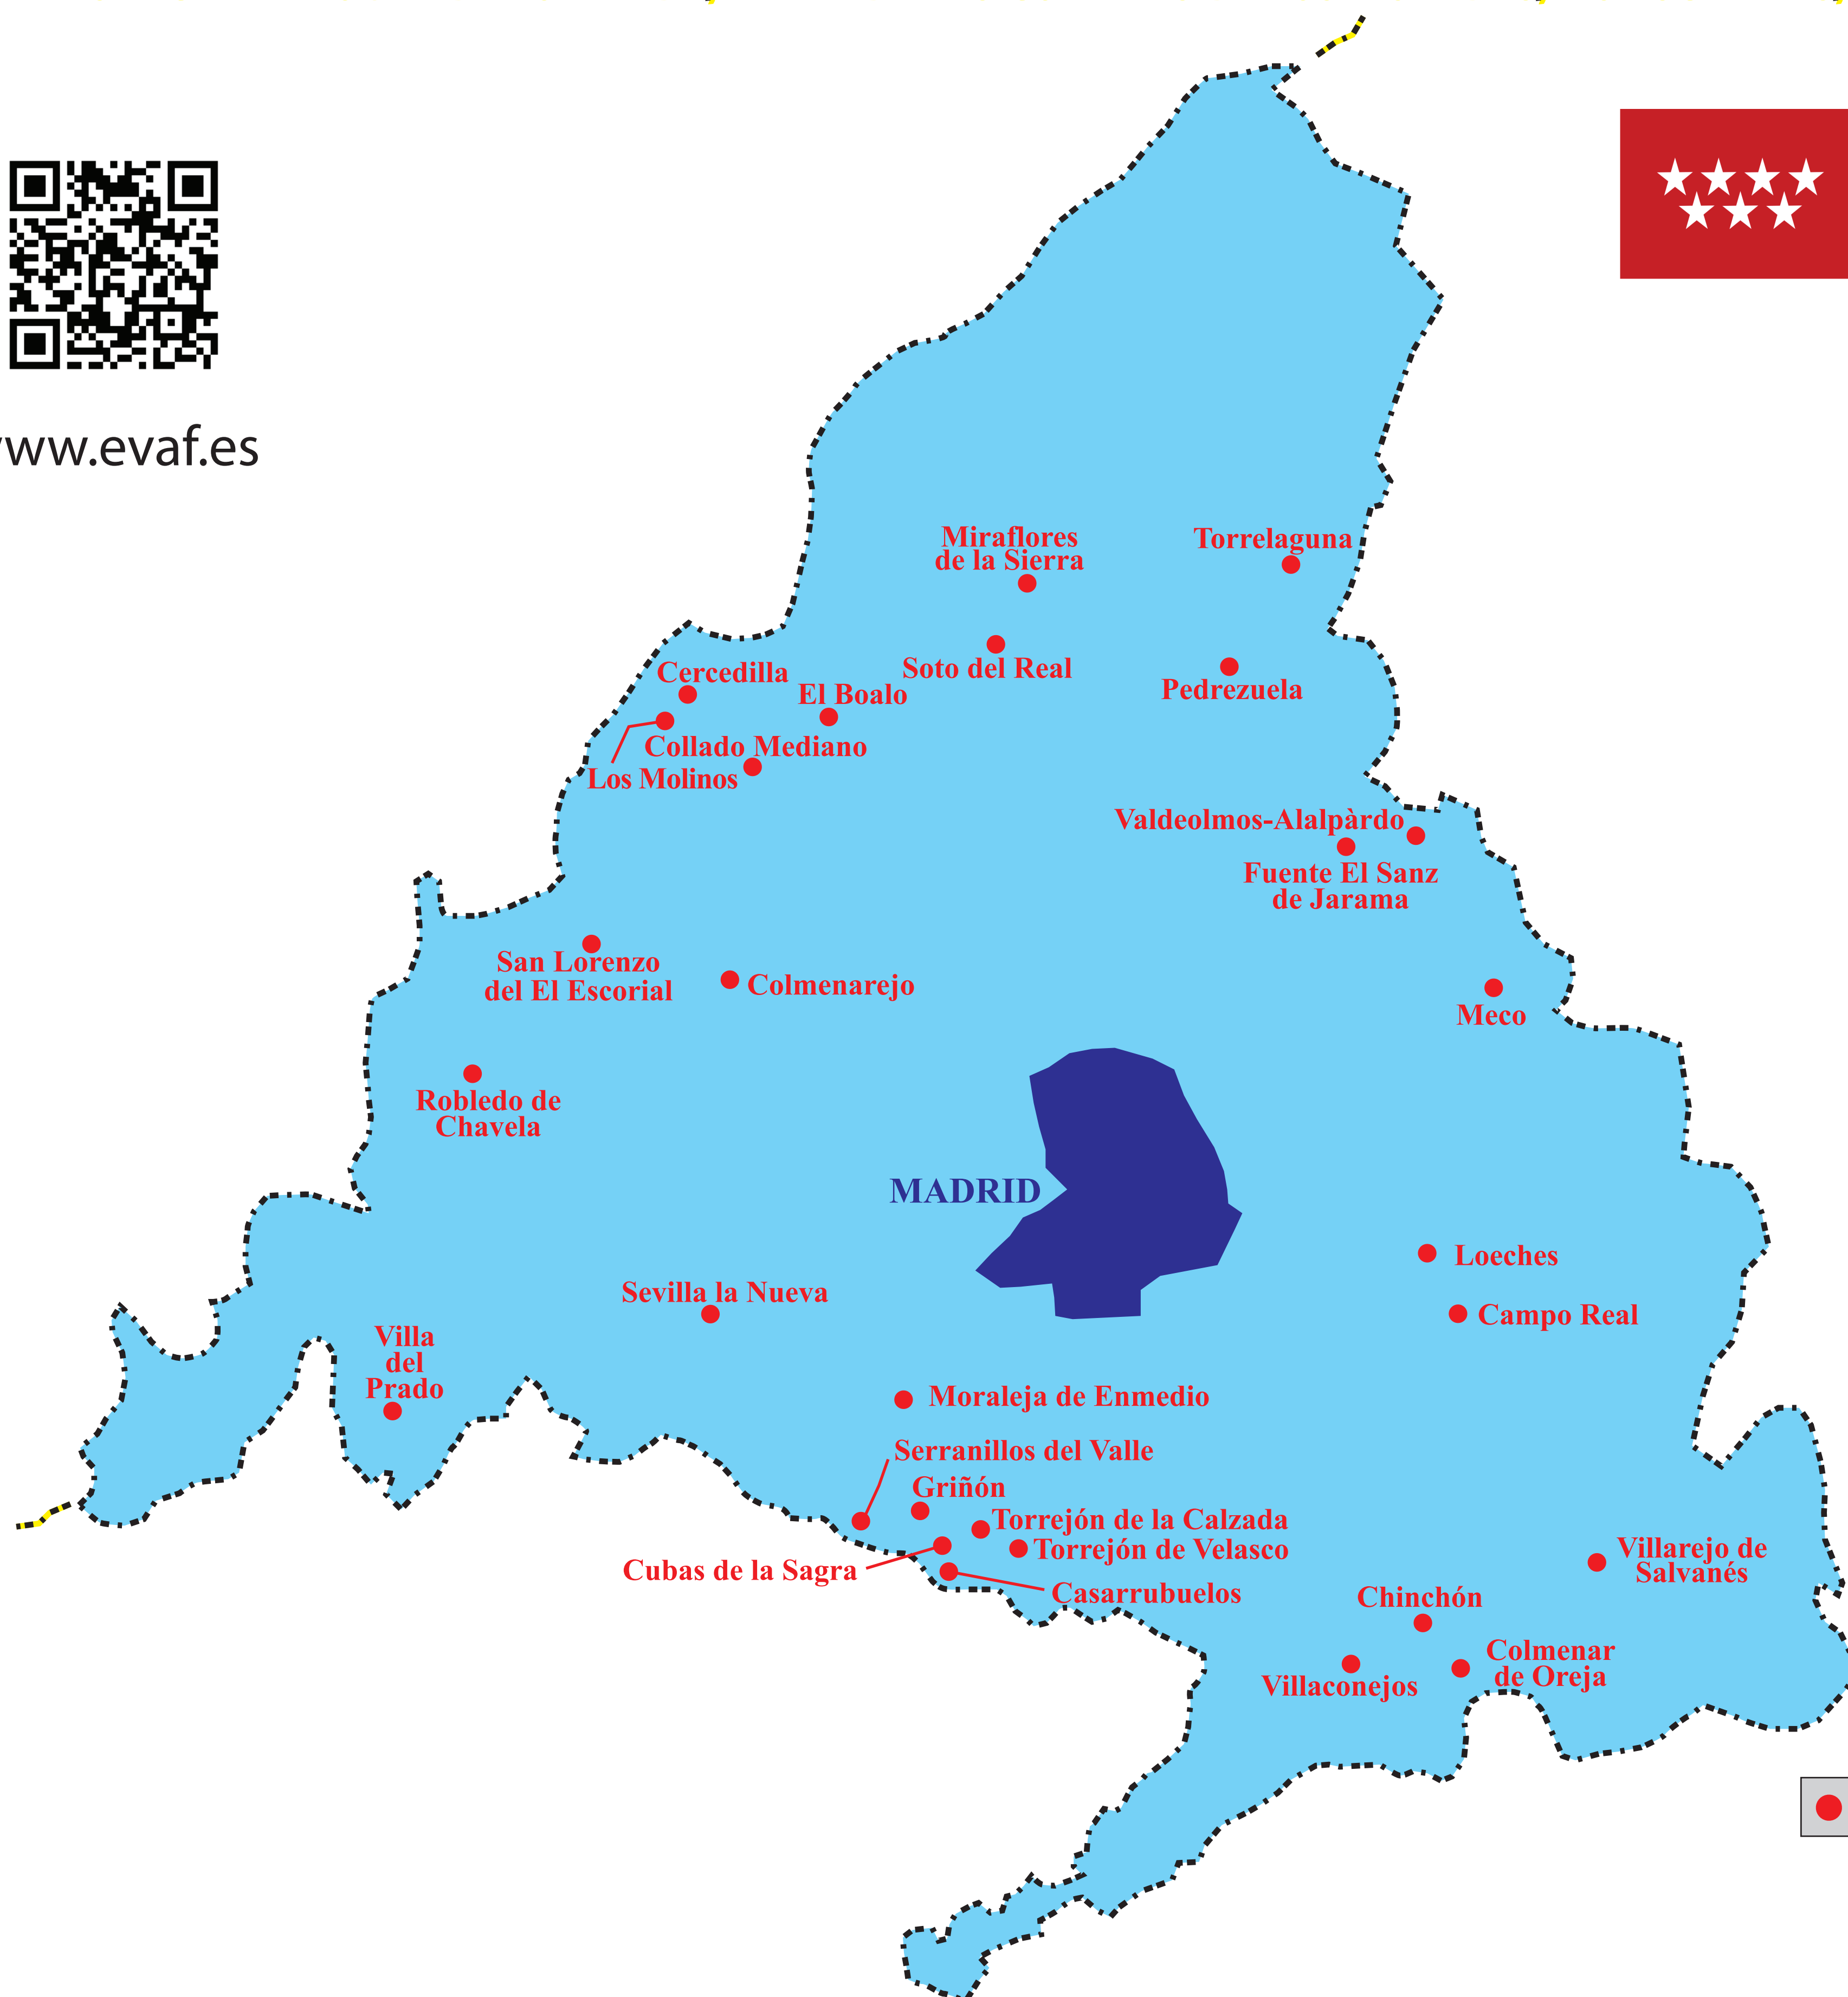 www.evaf.es
Miraflores
de la Sierra
Torrelaguna
Soto del Real
Pedrezuela
Cercedilla
El Boalo
Collado Mediano
Los Molinos
Valdeolmos-Alalpàrdo
Fuente El Sanz
de Jarama
San Lorenzo
del El Escorial
Colmenarejo
Meco
Robledo de
Chavela
MADRID
Loeches
Sevilla la Nueva
Campo Real
Villa
del
Prado
Moraleja de Enmedio
Serranillos del Valle
Griñón
Torrejón de la Calzada
Torrejón de Velasco
Cubas de la Sagra
Casarrubuelos
Villarejo de
Salvanés
Chinchón
Colmenar
de Oreja
Villaconejos